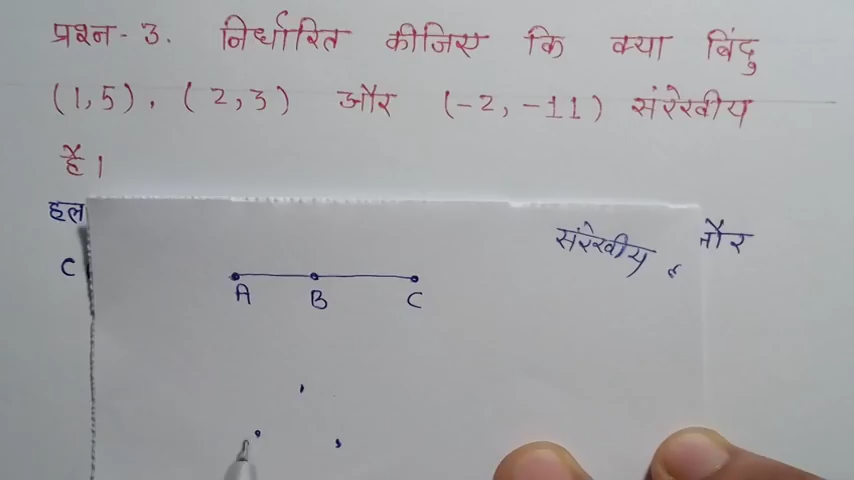 प्रश्न- 3. निर्धारित कीजिए कि क्या बिंदु
(1,5), (2,3) और (-2, -11) संरेखीय
है।
हल
संरेखीय
C
A B C